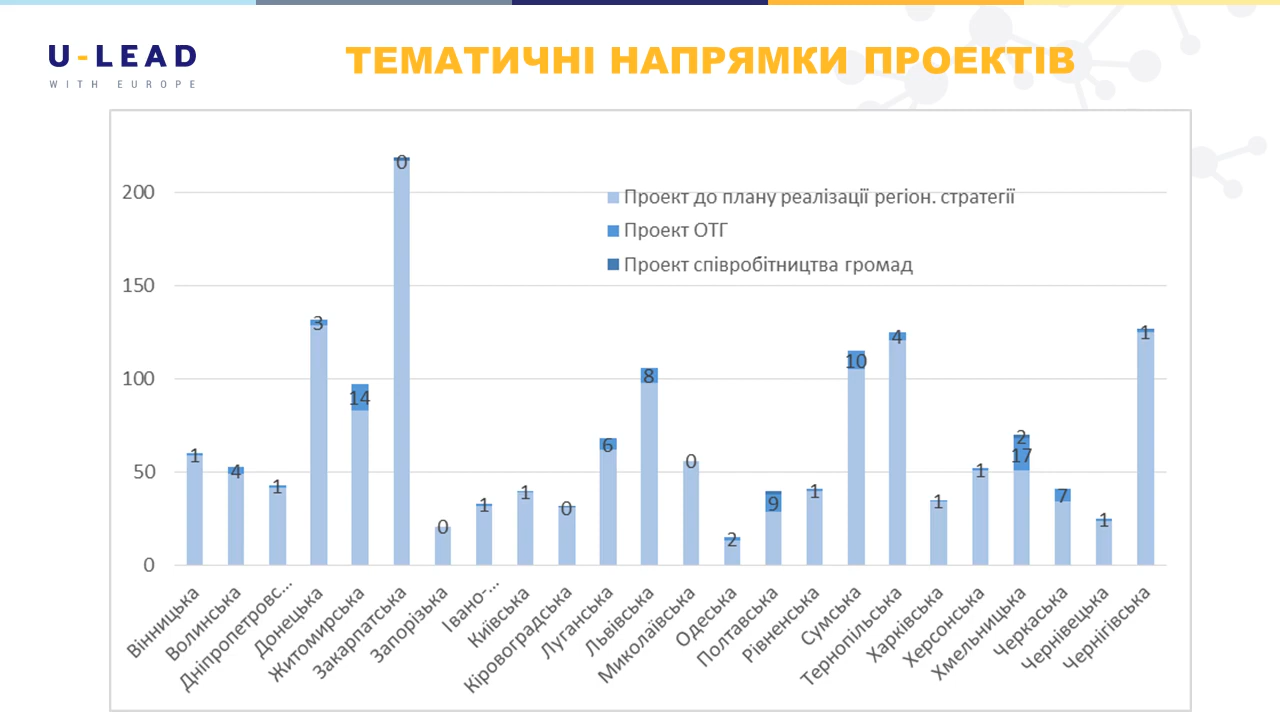 U-LEAD
WITH EUROPE
ТЕМАТИЧНІ НАПРЯМКИ ПРОЕКТІВ
Проект до плану реалізації регіон. стратегії
Проект ОТГ
Проект співробітництва громад
200
150
100
50
0
1
4
1
3
14
0
0
1
1
0
6
8
0
2
9
1
10
4
1
1
2
17
7
1
1
Вінницька
Волинська
Дніпропетровс...
Донецька
Житомирська
Закарпатська
Запорізька
Івано-...
Київська
Кіровоградська
Луганська
Львівська
Миколаївська
Одеська
Полтавська
Рівненська
Сумська
Тернопільська
Харківська
Херсонська
Хмельницька
Черкаська
Чернівецька
Чернігівська